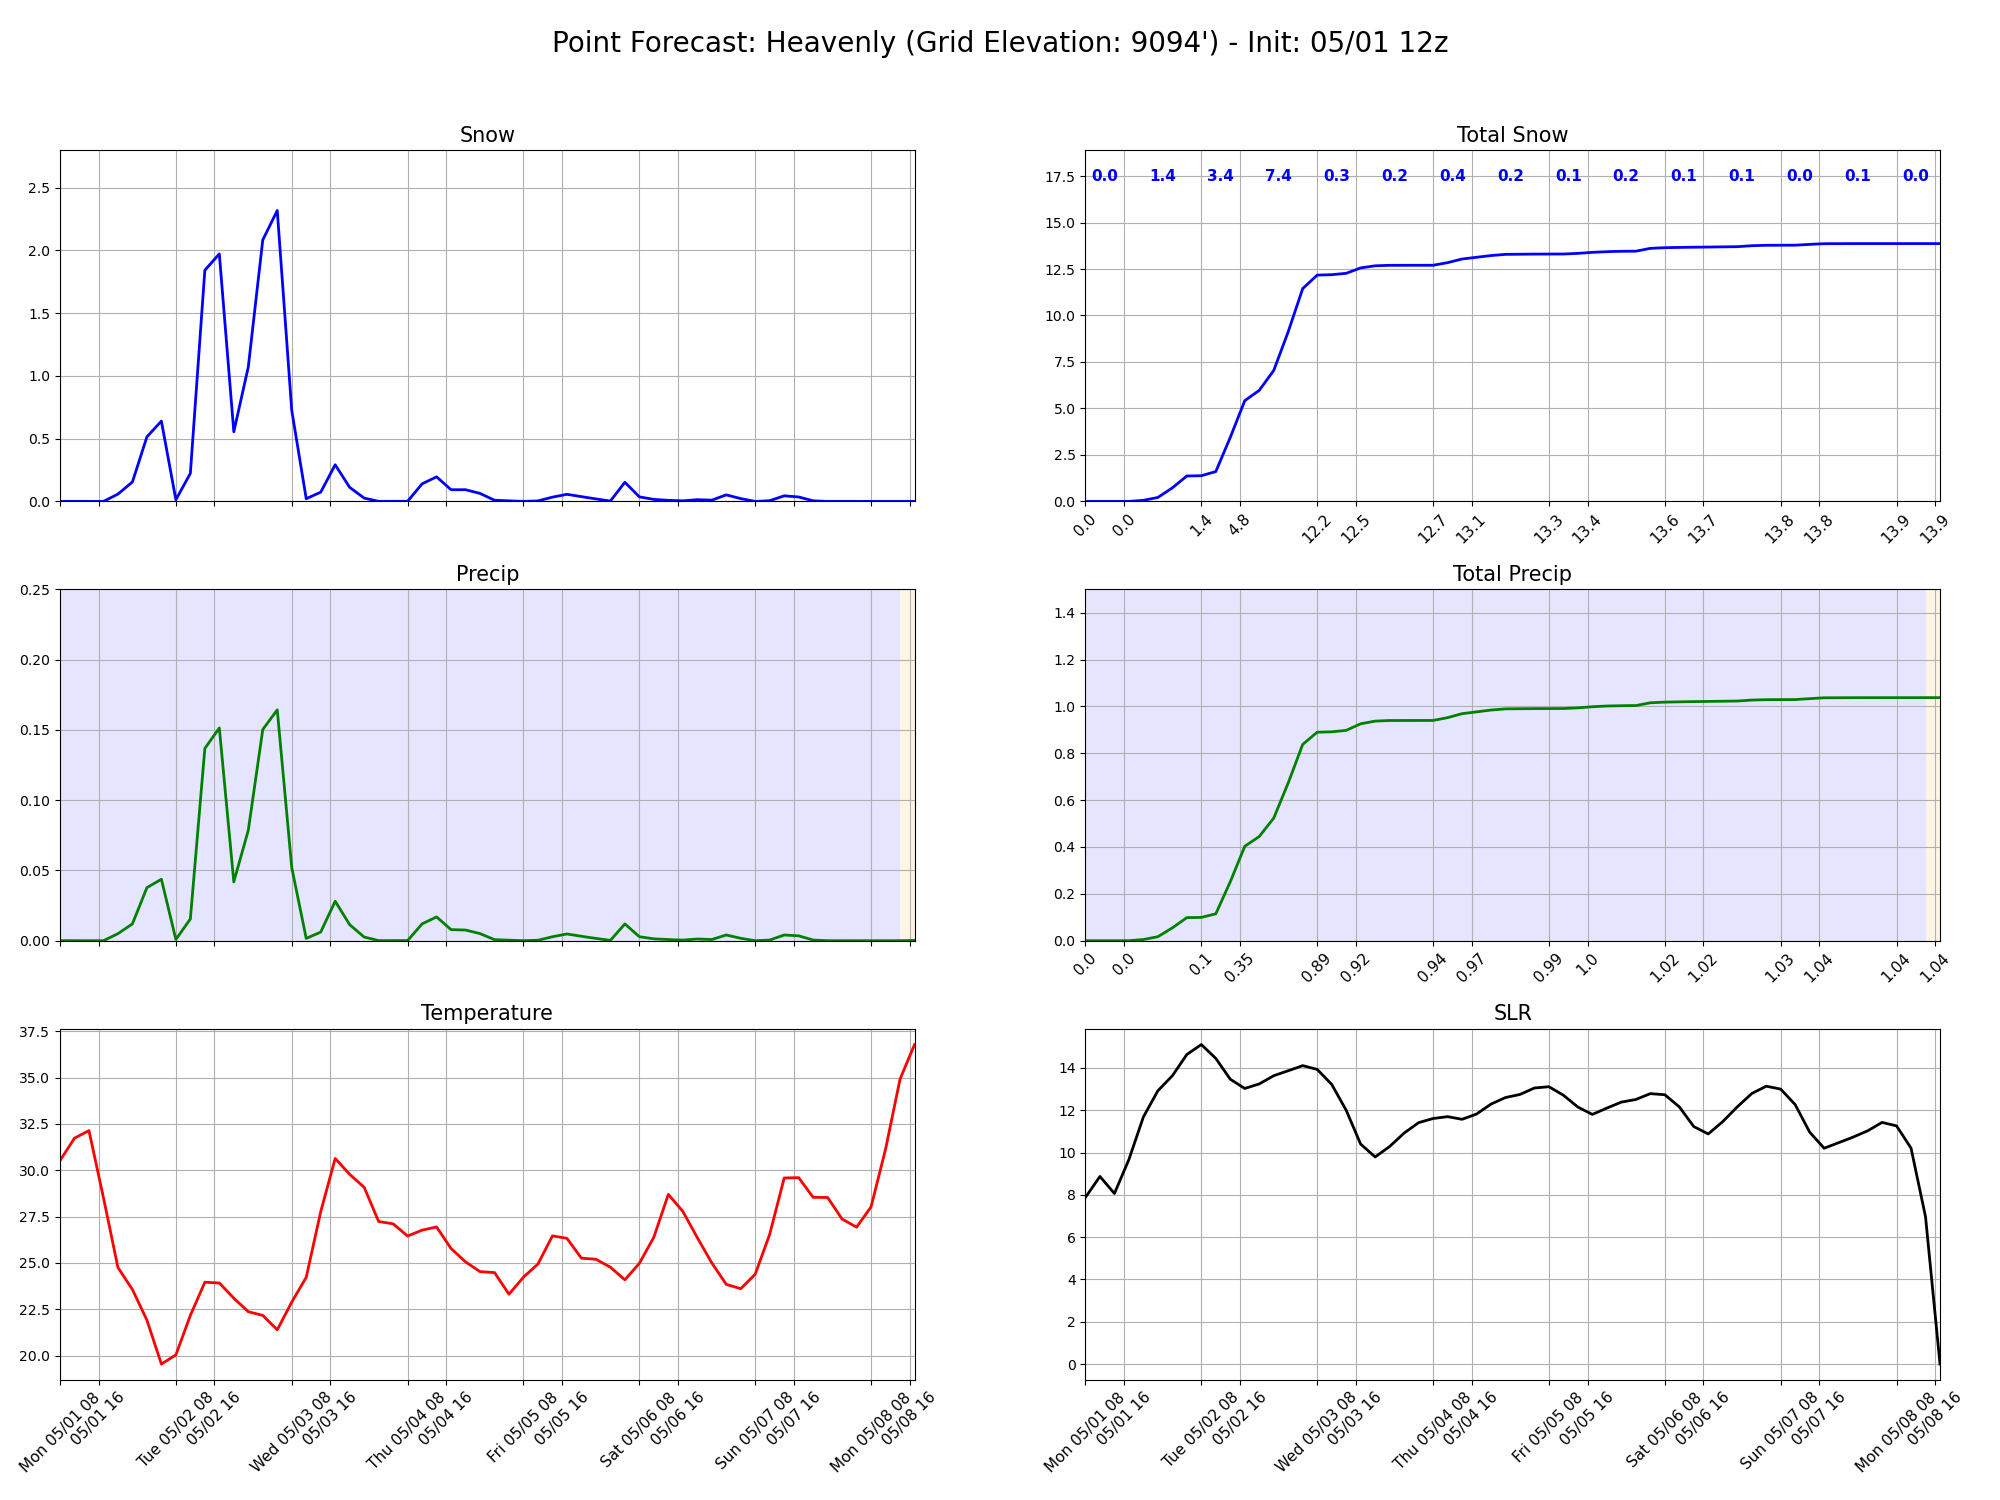 Point Forecast: Heavenly (Grid Elevation: 9094') - Init: 05/01 12z
Snow
2.5
2.0
1.5
1.0
0.5
0.0
Total Snow
17.5
15.0
12.5
10.0
7.5
5.0
2.5
0.0
0.0 1.4 3.4 7.4 0.3 0.2 0.4 0.2 0.1 0.2 0.1 0.1 0.0 0.1 0.0
0.0 0.0 1.4 4.8 12.2 12.5 12.7 13.1 13.3 13.4 13.6 13.7 13.8 13.8 13.9 13.9
Precip
0.25
0.20
0.15
0.10
0.05
0.00
Total Precip
1.4
1.2
1.0
0.8
0.6
0.4
0.2
0.0
0.0 0.0 0.1 0.35 0.89 0.92 0.94 0.97 0.99 1.0 1.02 1.02 1.03 1.04 1.04 1.04
Temperature
37.5
35.0
32.5
30.0
27.5
25.0
22.5
20.0
Mon 05/01 08
05/01 16
Tue 05/02 08
05/02 16
Wed 05/03 08
05/03 16
Thu 05/04 08
05/04 16
Fri 05/05 08
05/05 16
Sat 05/06 08
05/06 16
Sun 05/07 08
05/07 16
Mon 05/08 08
05/08 16
SLR
14
12
10
8
6
4
2
0
Mon 05/01 08
05/01 16
Tue 05/02 08
05/02 16
Wed 05/03 08
05/03 16
Thu 05/04 08
05/04 16
Fri 05/05 08
05/05 16
Sat 05/06 08
05/06 16
Sun 05/07 08
05/07 16
Mon 05/08 08
05/08 16